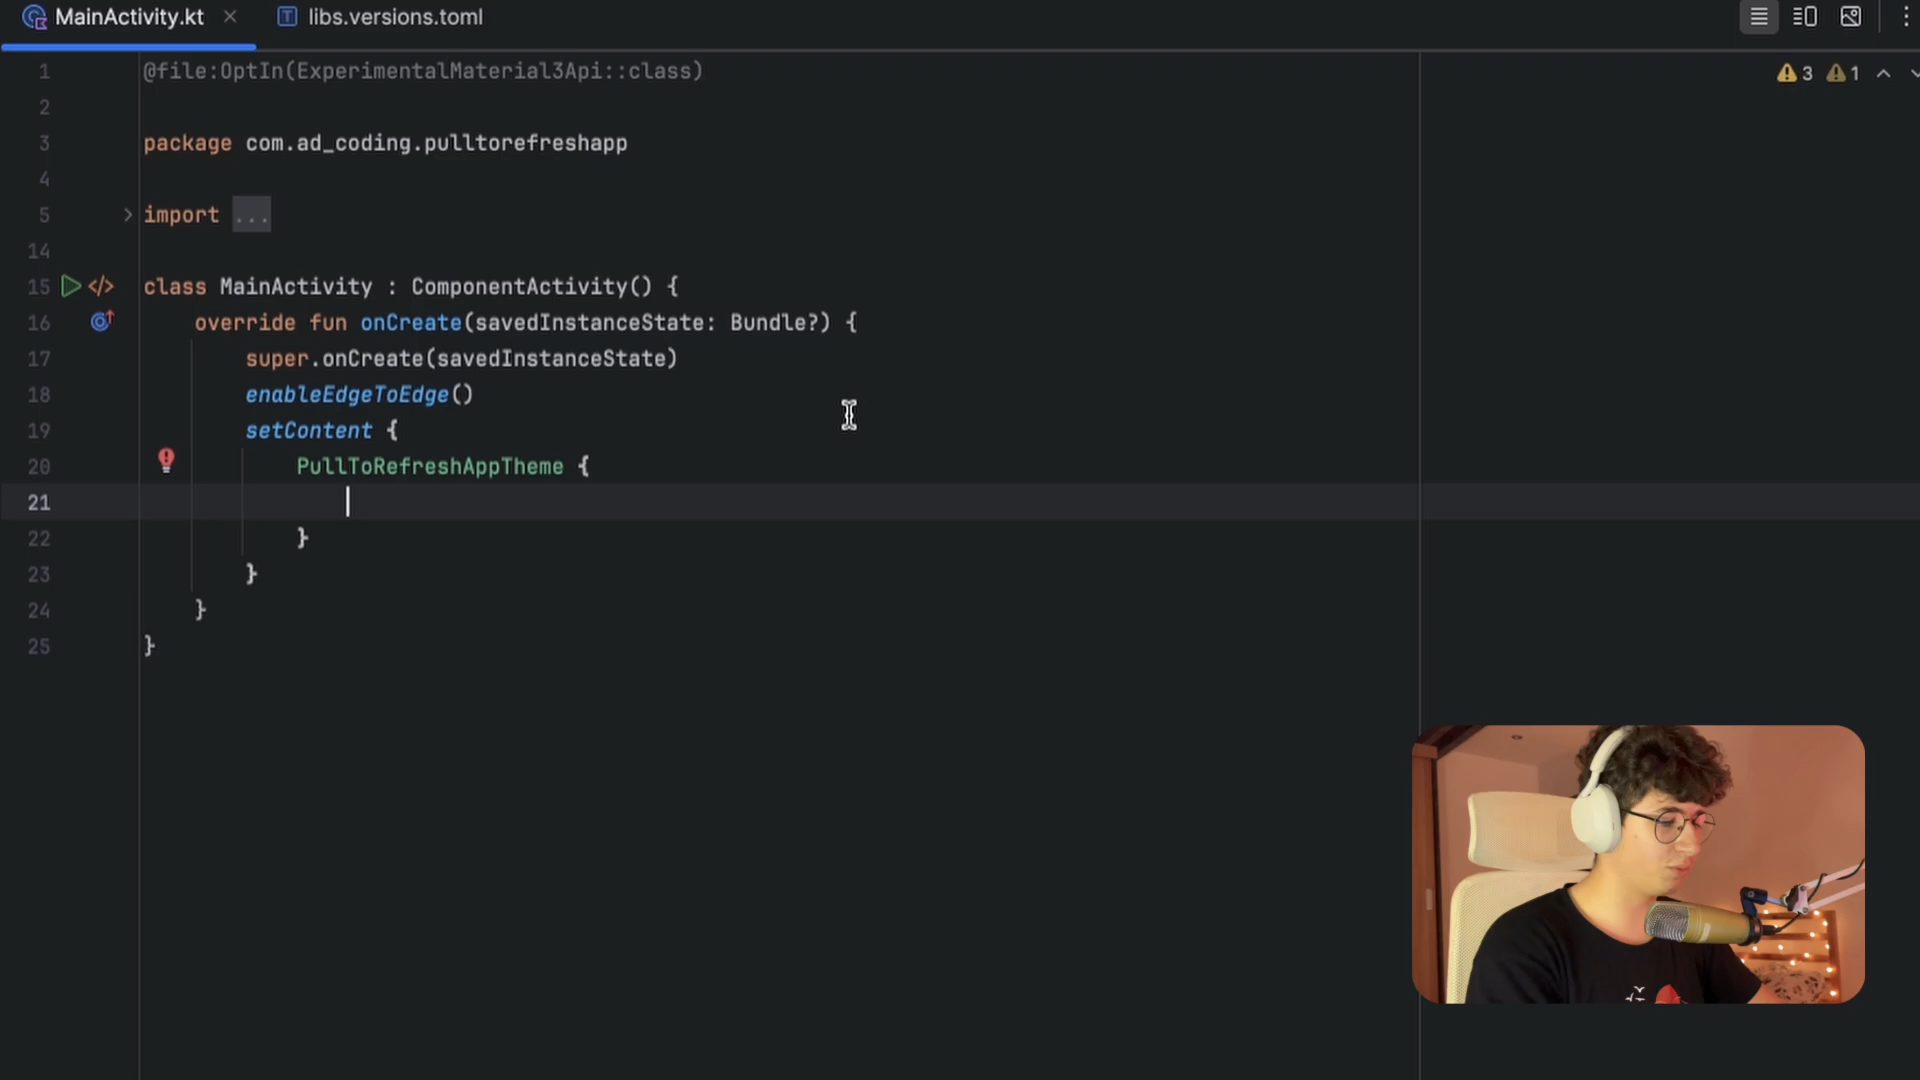 MainActivity.kt
libs.versions.toml
3 1
1 @file:OptIn(ExperimentalMaterial3Api::class)
2
3 package com.ad_coding.pulltorefreshapp
4
5 import ...
14
15 class MainActivity : ComponentActivity() {
16 override fun onCreate(savedInstanceState: Bundle?) {
17 super.onCreate(savedInstanceState)
18 enableEdgeToEdge()
19 setContent {
20 PullToRefreshAppTheme {
21
22 }
23 }
24 }
25 }